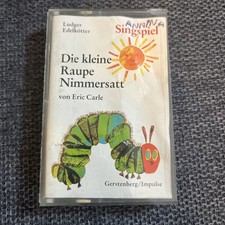 Ludger
Edelkötter
Singspiel
Die kleine
Raupe
Nimmersatt
von Eric Carle
Gerstenberg/Impulse